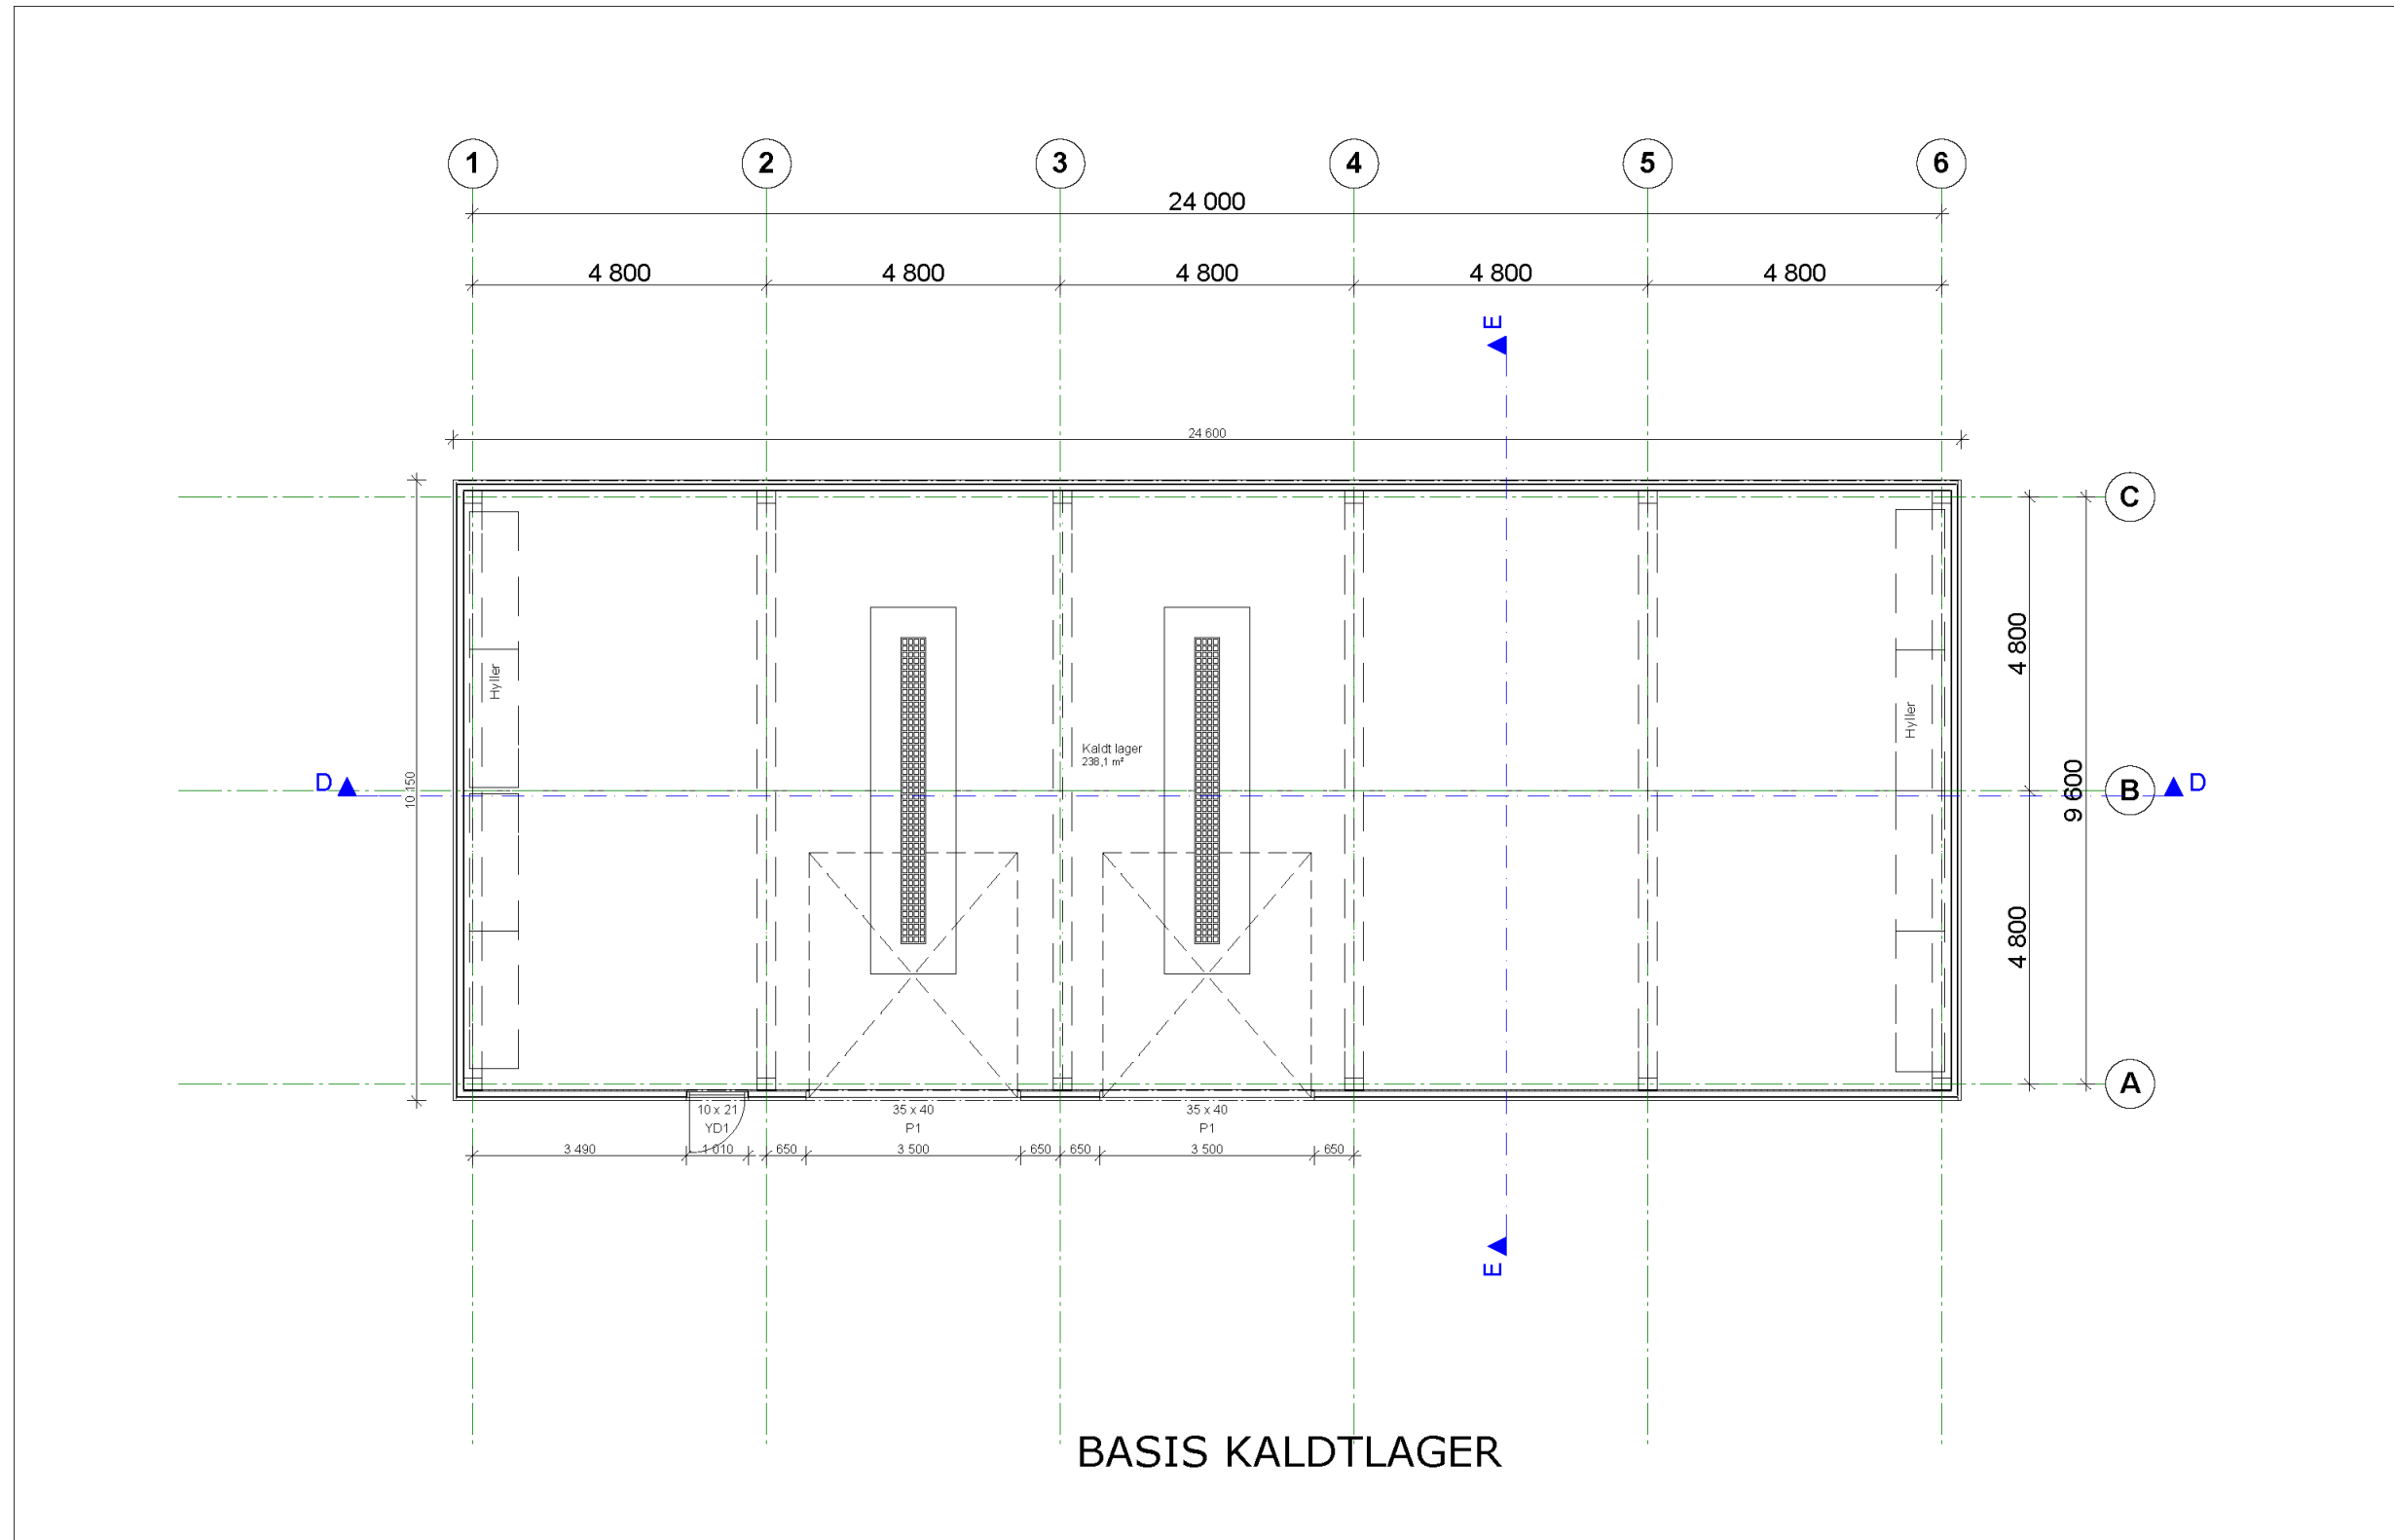 1 2 3 4 5 6
24 000
4 800 4 800 4 800 4 800 4 800
E
24 600
C
4 800
Hyller
Hyller
Kaldt lager
238,1 m²
10 150
D
B
D
9 600
4 800
A
10 x 21
YD1
35 x 40
P1
35 x 40
P1
3 490 1 010 650 3 500 650 650 3 500 650
E
BASIS KALDTLAGER